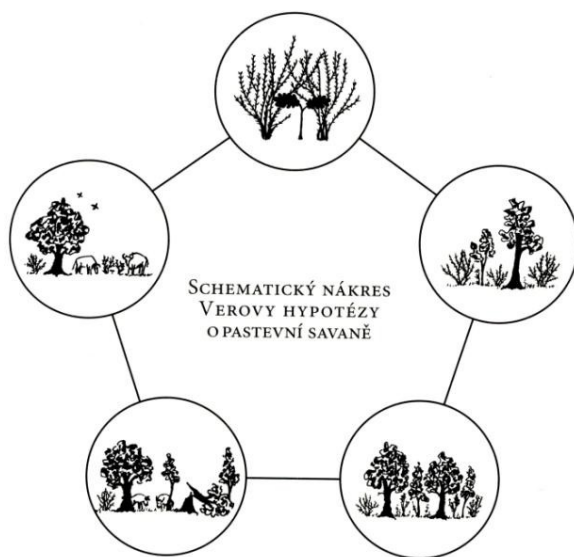 Schematický nákres
Verovy hypotézy
o pastevní savaně